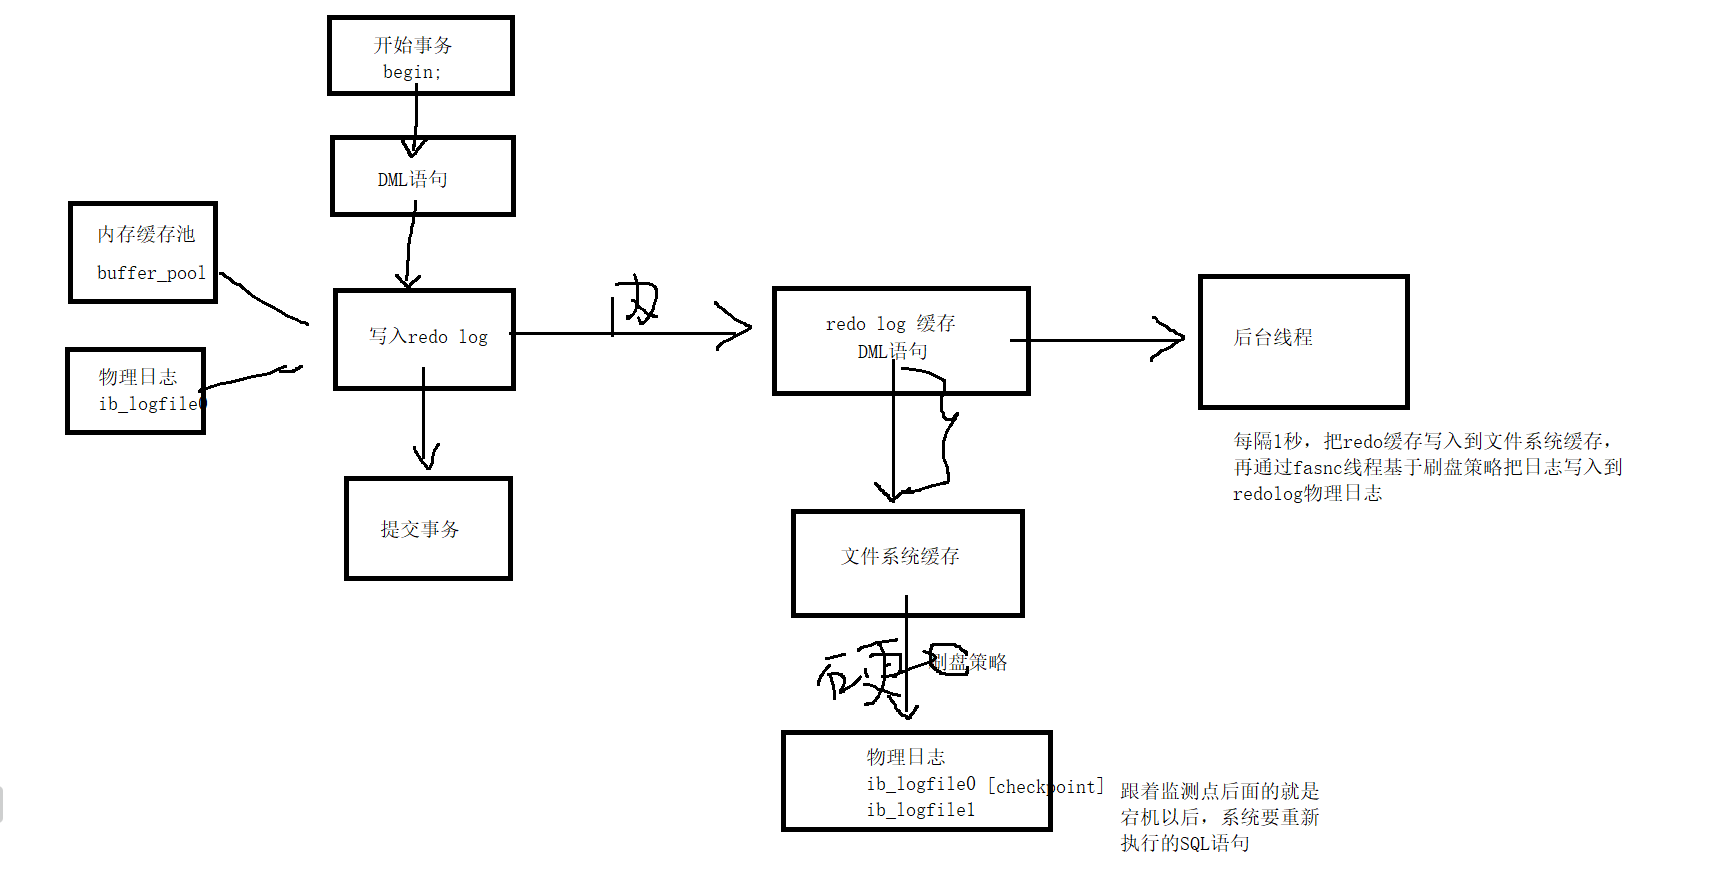 开始事务
begin;
DML语句
内存缓存池
buffer_pool
物理日志
ib_logfile0
写入redo log
提交事务
内
redo log 缓存
DML语句
后台线程
每隔1秒，把redo缓存写入到文件系统缓存，
再通过fasnc线程基于刷盘策略把日志写入到
redolog物理日志
文件系统缓存
硬
刷盘策略
物理日志
ib_logfile0 [checkpoint]
ib_logfile1
跟着监测点后面的就是
宕机以后，系统要重新
执行的SQL语句